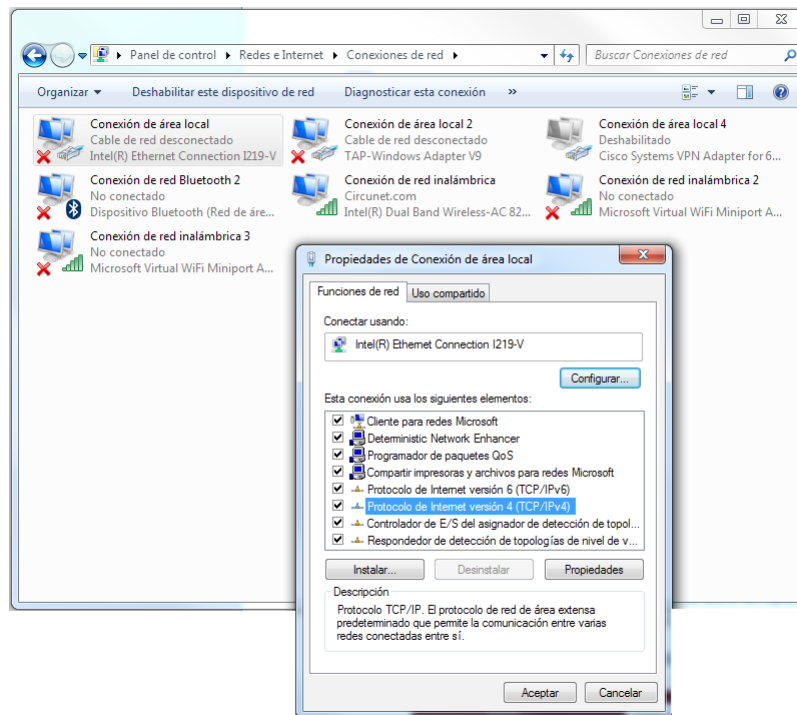 Panel de control Redes e Internet Conexiones de red Buscar Conexiones de red
Organizar Deshabilitar este dispositivo de red Diagnosticar esta conexión »
Conexión de área local
Cable de red desconectado
Intel(R) Ethernet Connection I219-V
Conexión de área local 2
Cable de red desconectado
TAP-Windows Adapter V9
Conexión de área local 4
Deshabilitado
Cisco Systems VPN Adapter for 6...
Conexión de red Bluetooth 2
No conectado
Dispositivo Bluetooth (Red de áre...
Conexión de red inalámbrica
Circunet.com
Intel(R) Dual Band Wireless-AC 82...
Conexión de red inalámbrica 2
No conectado
Microsoft Virtual WiFi Miniport A...
Conexión de red inalámbrica 3
No conectado
Microsoft Virtual WiFi Miniport A...
Propiedades de Conexión de área local
Funciones de red Uso compartido
Conectar usando:
Intel(R) Ethernet Connection I219-V
Configurar...
Esta conexión usa los siguientes elementos:
Cliente para redes Microsoft
Deterministic Network Enhancer
Programador de paquetes QoS
Compartir impresoras y archivos para redes Microsoft
Protocolo de Internet versión 6 (TCP/IPv6)
Protocolo de Internet versión 4 (TCP/IPv4)
Controlador de E/S del asignador de detección de topol...
Respondedor de detección de topologías de nivel de v...
Instalar... Desinstalar Propiedades
Descripción
Protocolo TCP/IP. El protocolo de red de área extensa
predeterminado que permite la comunicación entre varias
redes conectadas entre sí.
Aceptar Cancelar